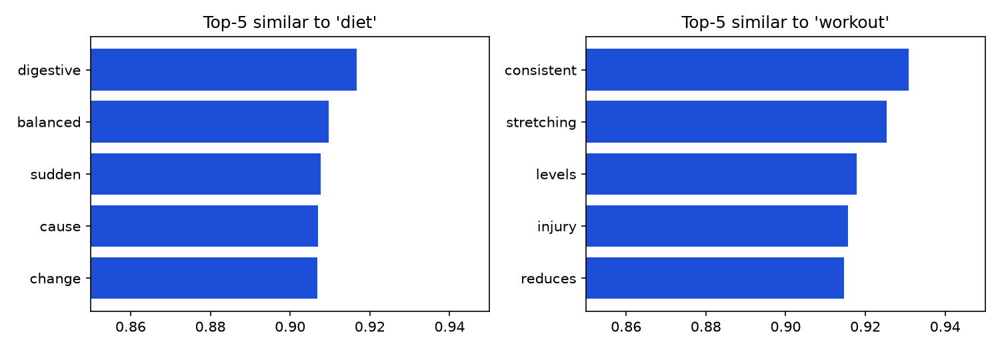 Top-5 similar to 'diet'
digestive
balanced
sudden
cause
change
0.86 0.88 0.90 0.92 0.94
Top-5 similar to 'workout'
consistent
stretching
levels
injury
reduces
0.86 0.88 0.90 0.92 0.94